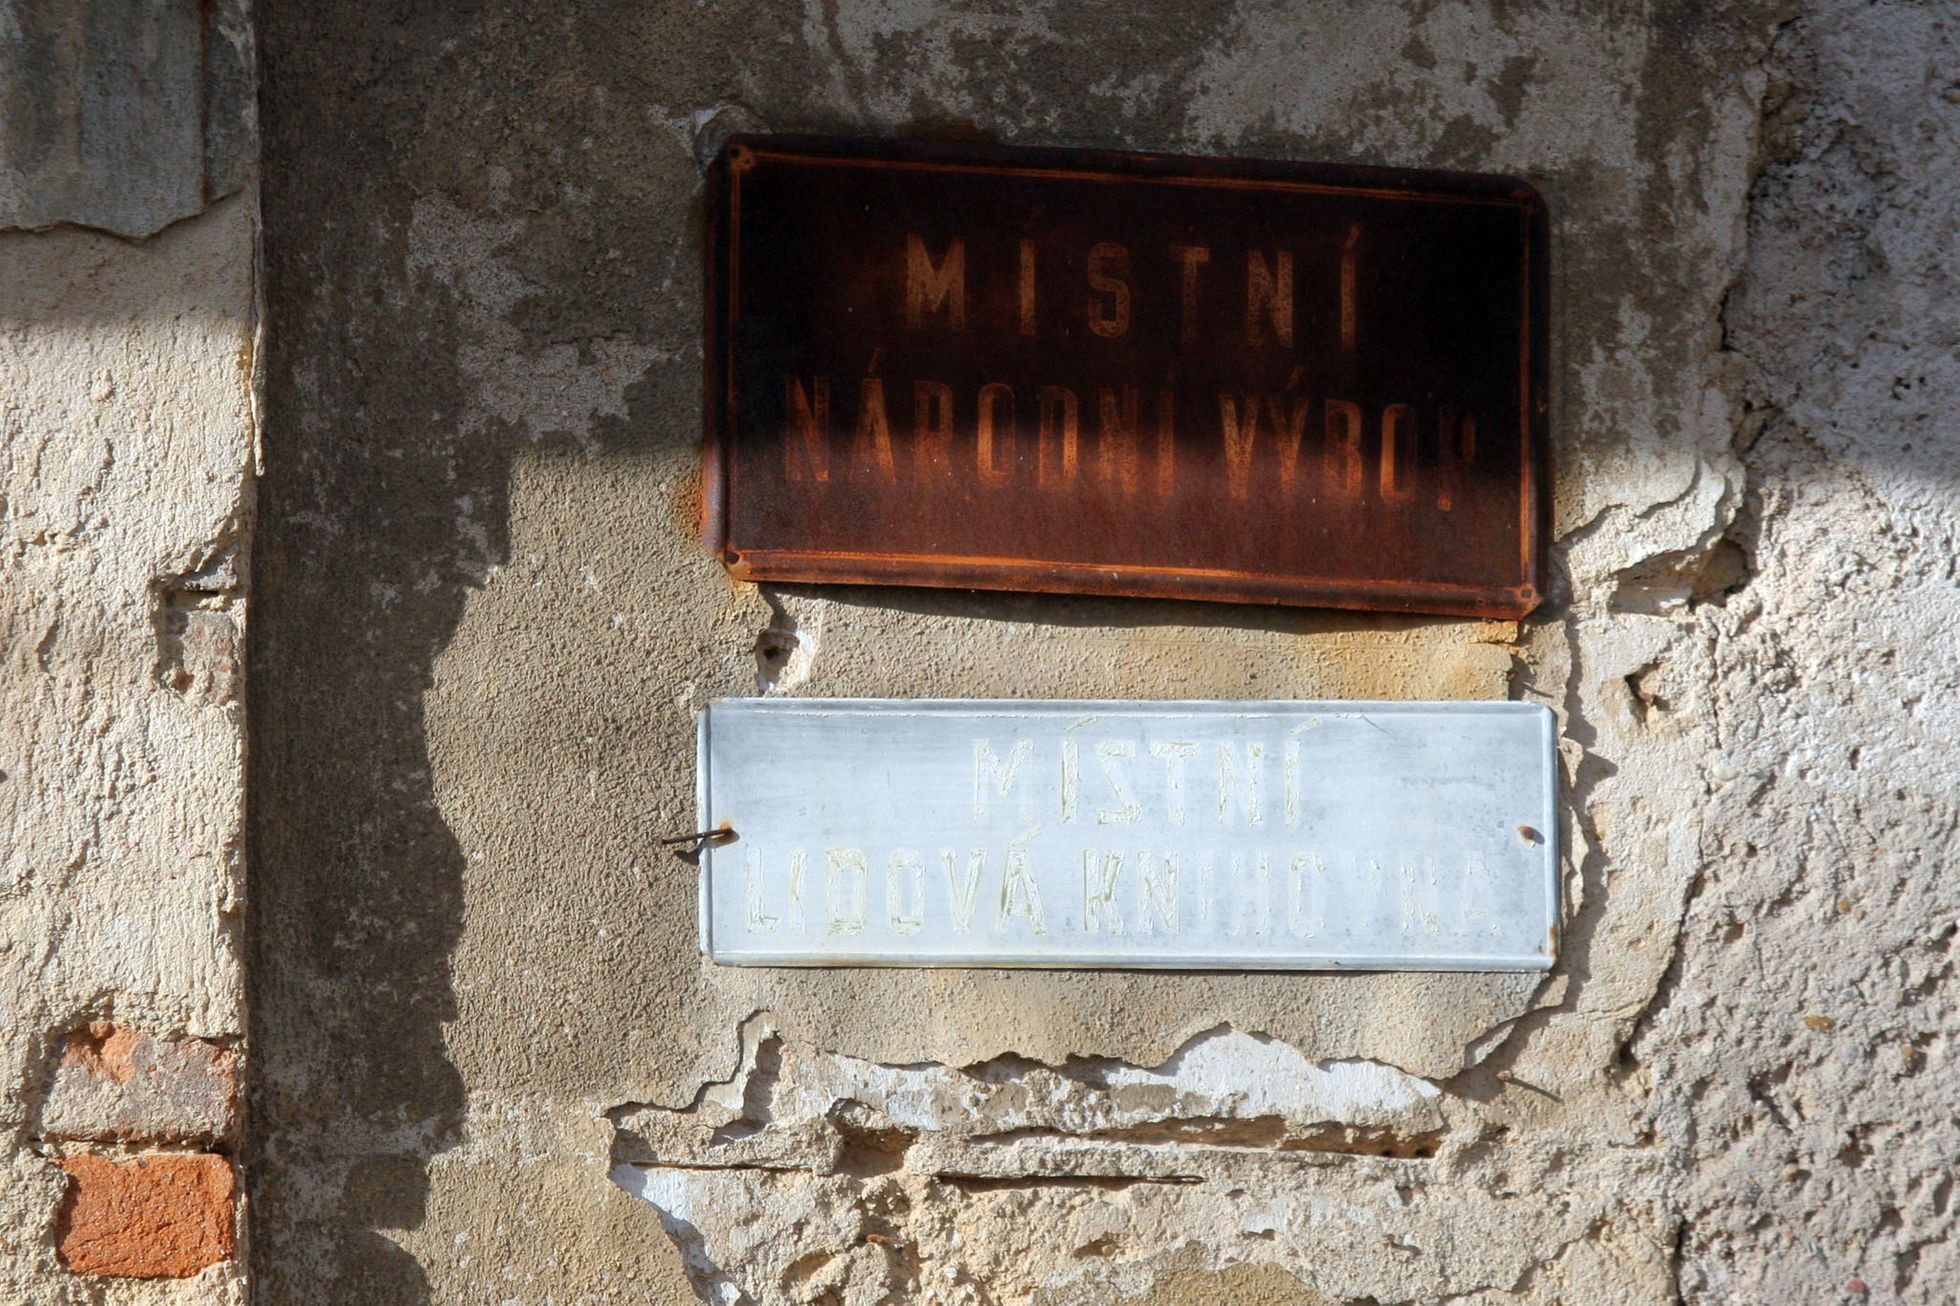 MÍSTNÍ
NÁRODNÍ VÝBOR
MÍSTNÍ
LIDOVÁ KNIHOVNA